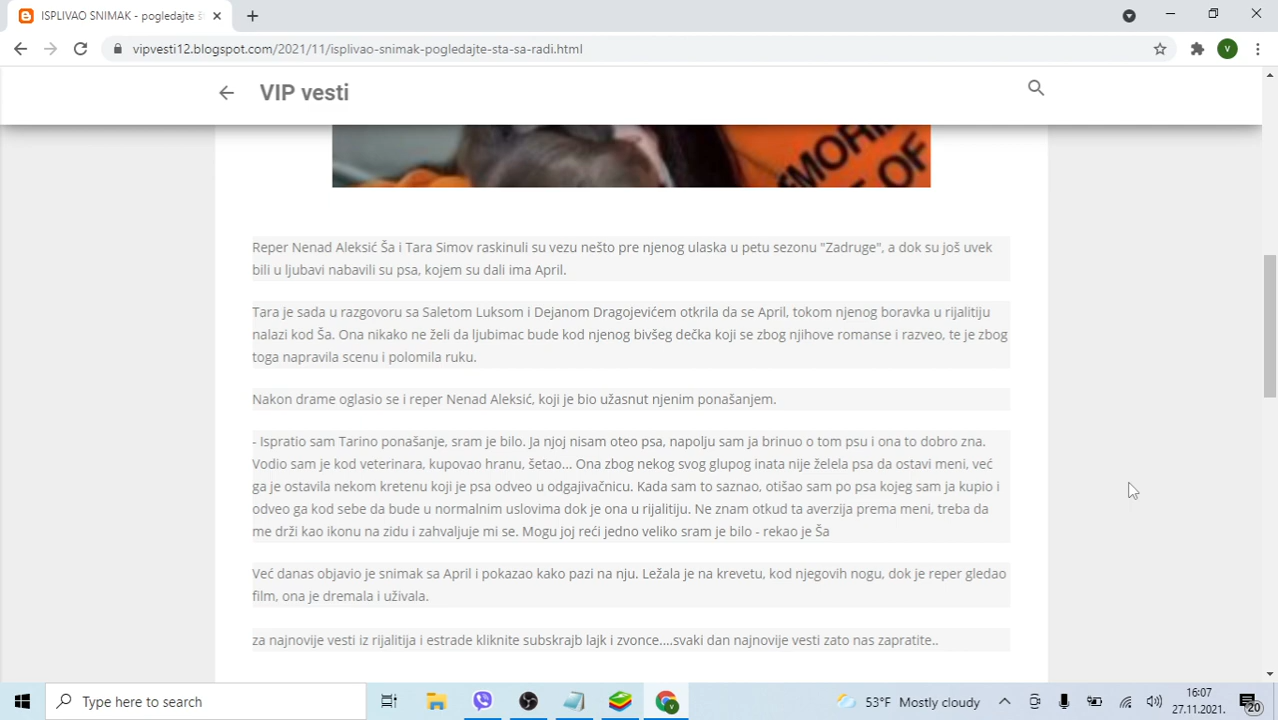 ISPLIVAO SNIMAK - pogledajte š
vipvesti12.blogspot.com/2021/11/isplivao-snimak-pogledajte-sta-sa-radi.html
V
VIP vesti
MORI
E OF
Reper Nenad Aleksić Ša i Tara Simov raskinuli su vezu nešto pre njenog ulaska u petu sezonu "Zadruge", a dok su još uvek
bili u ljubavi nabavili su psa, kojem su dali ima April.
Tara je sada u razgovoru sa Saletom Luksom i Dejanom Dragojevićem otkrila da se April, tokom njenog boravka u rijalitiju
nalazi kod Ša. Ona nikako ne želi da ljubimac bude kod njenog bivšeg dečka koji se zbog njihove romanse i razveo, te je zbog
toga napravila scenu i polomila ruku.
Nakon drame oglasio se i reper Nenad Aleksić, koji je bio užasnut njenim ponašanjem.
- Ispratio sam Tarino ponašanje, sram je bilo. Ja njoj nisam oteo psa, napolju sam ja brinuo o tom psu i ona to dobro zna.
Vodio sam je kod veterinara, kupovao hranu, šetao... Ona zbog nekog svog glupog inata nije želela psa da ostavi meni, već
ga je ostavila nekom kretenu koji je psa odveo u odgajivačnicu. Kada sam to saznao, otišao sam po psa kojeg sam ja kupio i
odveo ga kod sebe da bude u normalnim uslovima dok je ona u rijalitiju. Ne znam otkud ta averzija prema meni, treba da
me drži kao ikonu na zidu i zahvaljuje mi se. Mogu joj reći jedno veliko sram je bilo - rekao je Ša
Već danas objavio je snimak sa April i pokazao kako pazi na nju. Ležala je na krevetu, kod njegovih nogu, dok je reper gledao
film, ona je dremala i uživala.
za najnovije vesti iz rijalitija i estrade kliknite subskrajb lajk i zvonce....svaki dan najnovije vesti zato nas zapratite..
Type here to search
53°F Mostly cloudy
16:07
27.11.2021.
20